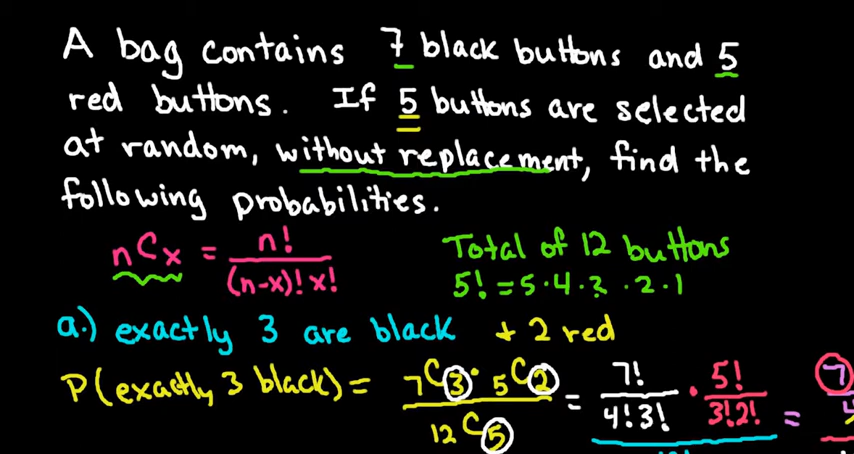 A bag contains 7 black buttons and 5
red buttons. If 5 buttons are selected
at random, without replacement, find the
following probabilities.
nCx = n! / (n-x)! x!
Total of 12 buttons
5! = 5 · 4 · 3 · 2 · 1
a.) exactly 3 are black + 2 red
P(exactly 3 black) = 7C3 · 5C2 / 12C5 = 7! / 4! 3! · 5! / 3! 2! =